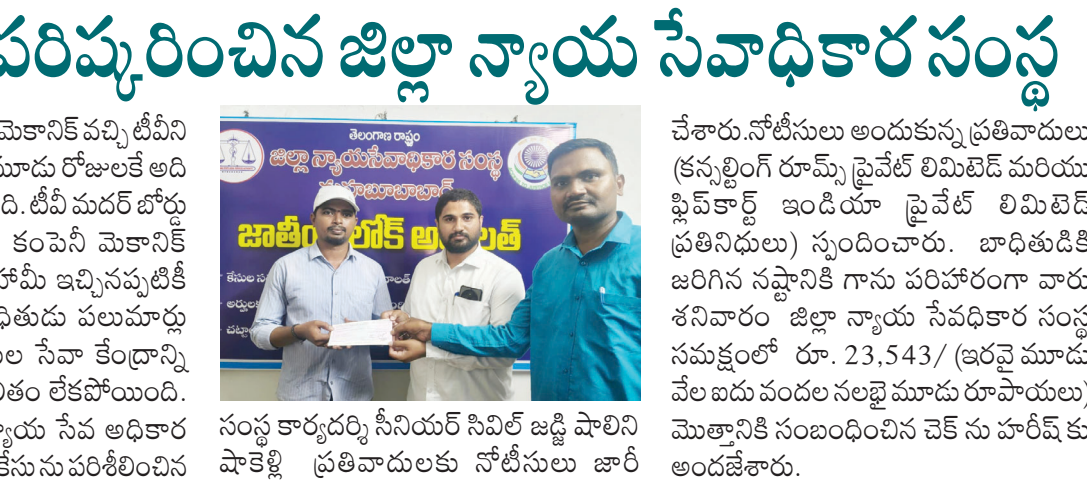 పరిష్కరించిన జిల్లా న్యాయ సేవాధికార సంస్థ
మెకానిక్ వచ్చి టీవీని
మూడు రోజులకే అది
ది. టీవీ మదర్ బోర్డు
కంపెనీ మెకానిక్
హామీ ఇచ్చినప్పటికీ
ధితుడు పలుమార్లు
ల సేవా కేంద్రాన్ని
ితం లేకపోయింది.
్యాయ సేవ అధికార
కేసు ను పరిశీలించిన
తెలంగాణ రాష్ట్రం
జిల్లా న్యాయసేవాధికార సంస్థ
మహబూబాబాద్
జాతీయ లోక్ అదాలత్
సంస్థ కార్యదర్శి సీనియర్ సివిల్ జడ్జి షాలిని
షాకెళ్లి ప్రతివాదులకు నోటీసులు జారీ
చేశారు.నోటీసులు అందుకున్న ప్రతివాదులు
(కన్సల్టింగ్ రూమ్స్ ప్రైవేట్ లిమిటెడ్ మరియు
ఫ్లిప్‌కార్ట్ ఇండియా ప్రైవేట్ లిమిటెడ్
ప్రతినిధులు) స్పందించారు. బాధితుడికి
జరిగిన నష్టానికి గాను పరిహారంగా వారు
శనివారం జిల్లా న్యాయ సేవధికార సంస్థ
సమక్షంలో రూ. 23,543/ (ఇరవై మూడు
వేల ఐదు వందల నలభై మూడు రూపాయలు)
మొత్తానికి సంబంధించిన చెక్ ను హరీష్ కు
అందజేశారు.